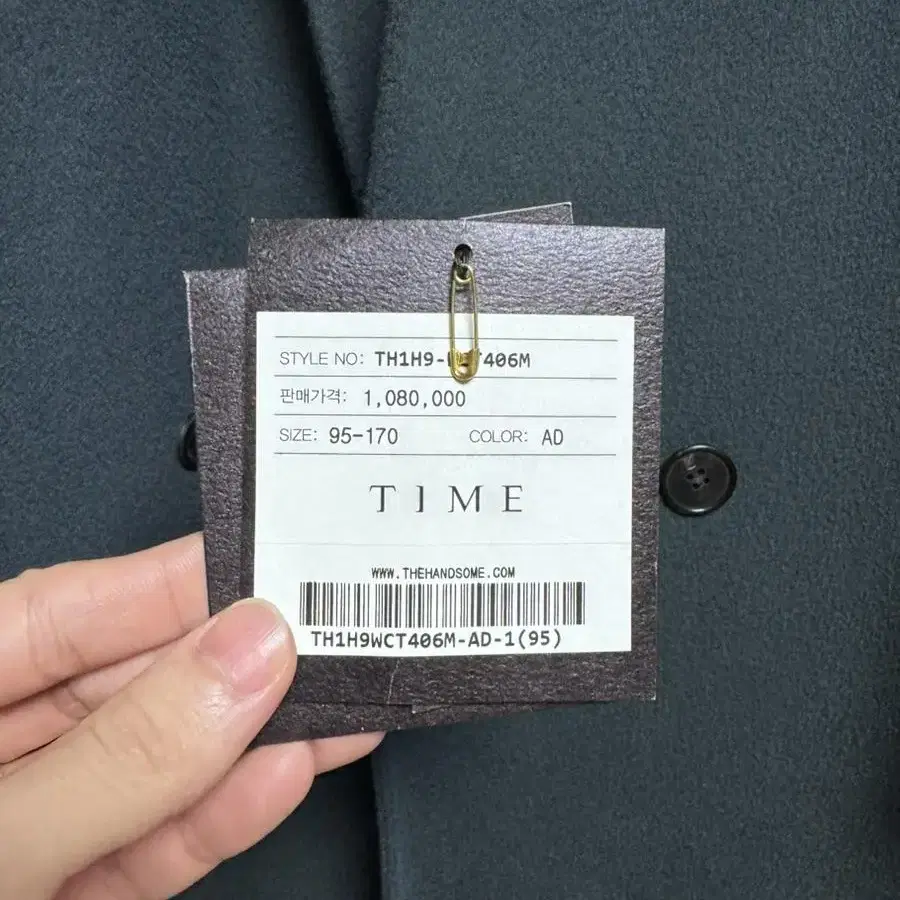 STYLE NO: TH1H9-WCT406M
판매가격: 1,080,000
SIZE: 95-170 COLOR: AD
TIME
WWW.THEHANDSOME.COM
TH1H9WCT406M-AD-1(95)